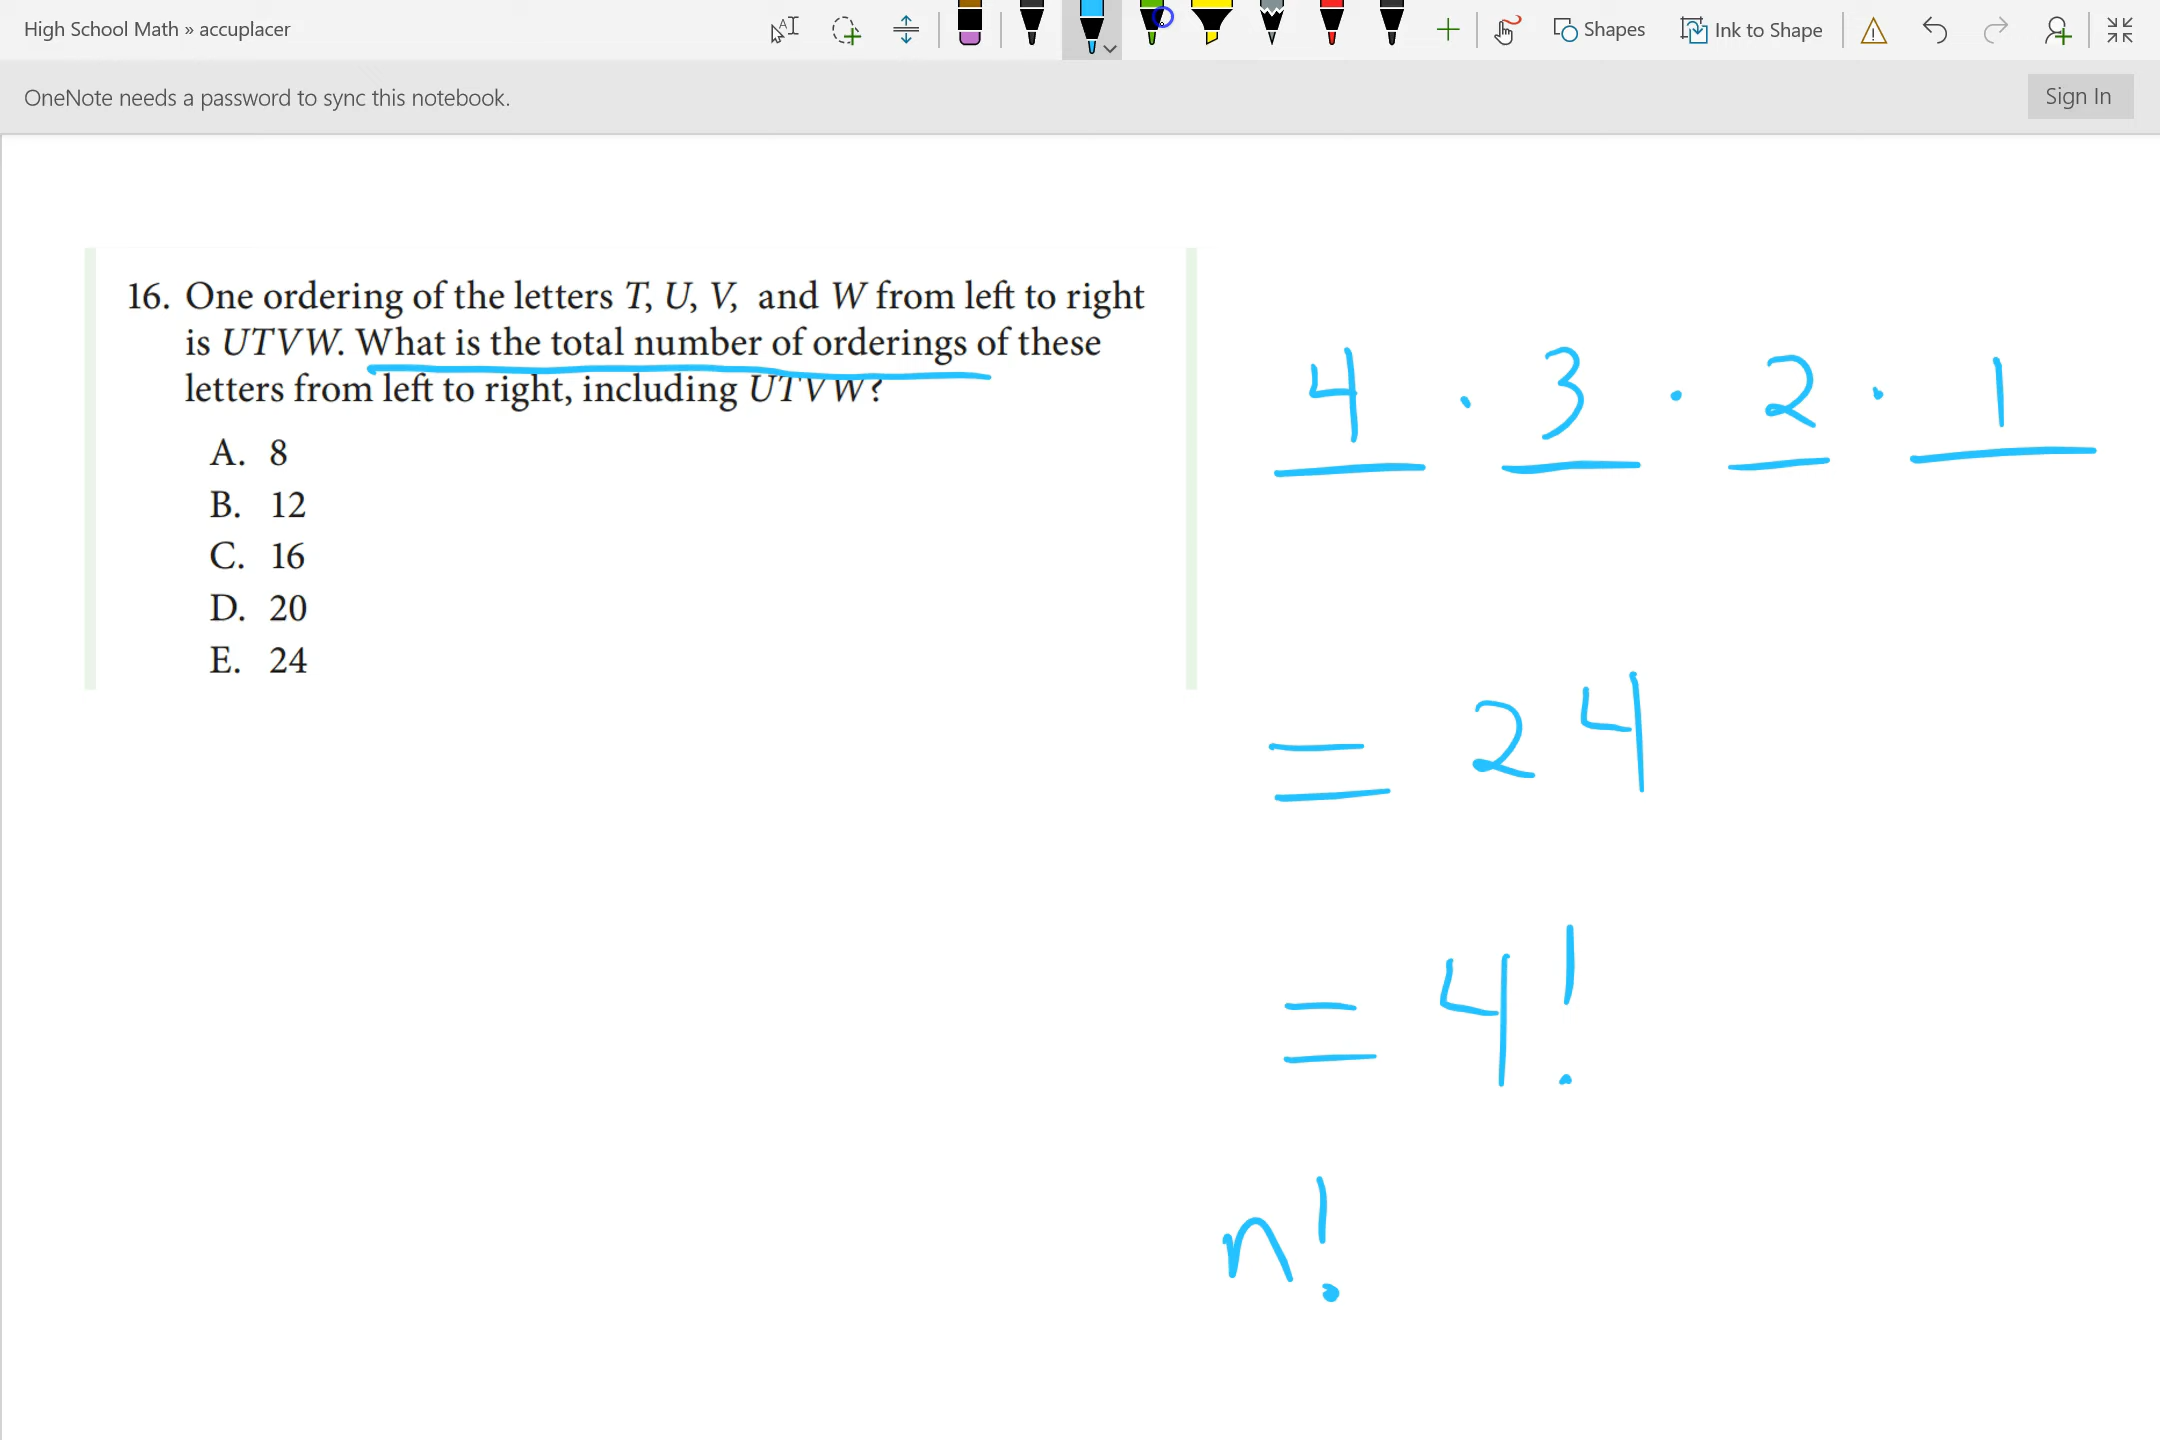 High School Math » accuplacer
Shapes
Ink to Shape
OneNote needs a password to sync this notebook.
Sign In
16. One ordering of the letters T, U, V, and W from left to right
is UTVW. What is the total number of orderings of these
letters from left to right, including UTVW?
A. 8
B. 12
C. 16
D. 20
E. 24
4 · 3 · 2 · 1
= 24
= 4!
n!